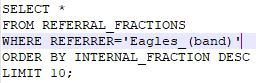 SELECT *
FROM REFERRAL_FRACTIONS
WHERE REFERRER='Eagles_(band)'
ORDER BY INTERNAL_FRACTION DESC
LIMIT 10;